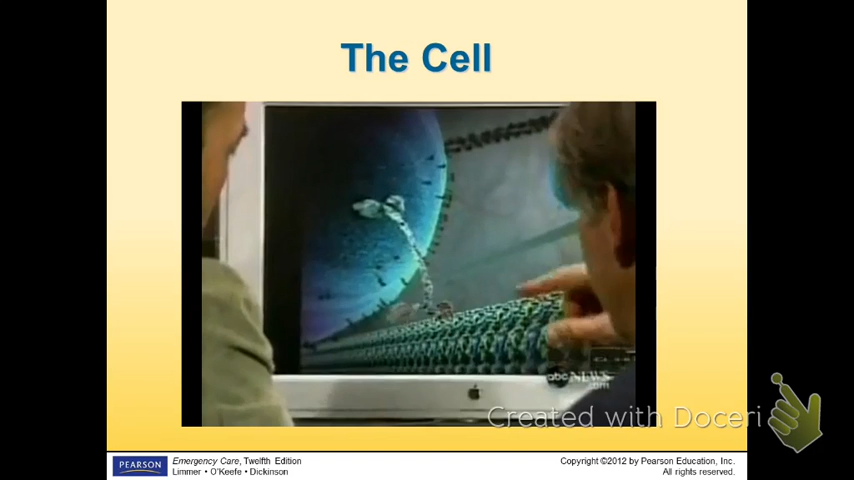 The Cell
abc NEWS
.com
Created with Doceri
PEARSON
Emergency Care, Twelfth Edition
Limmer • O'Keefe • Dickinson
Copyright ©2012 by Pearson Education, Inc.
All rights reserved.